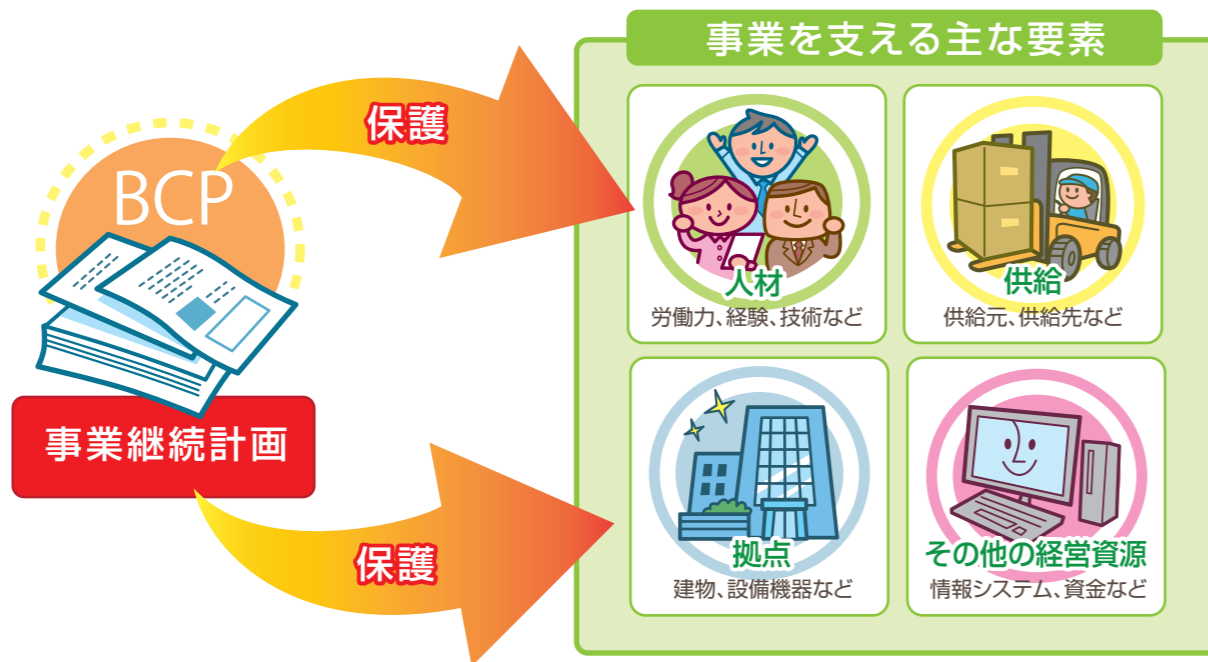 BCP
事業継続計画
保護
保護
事業を支える主な要素
人材
労働力、経験、技術など
供給
供給元、供給先など
拠点
建物、設備機器など
その他の経営資源
情報システム、資金など